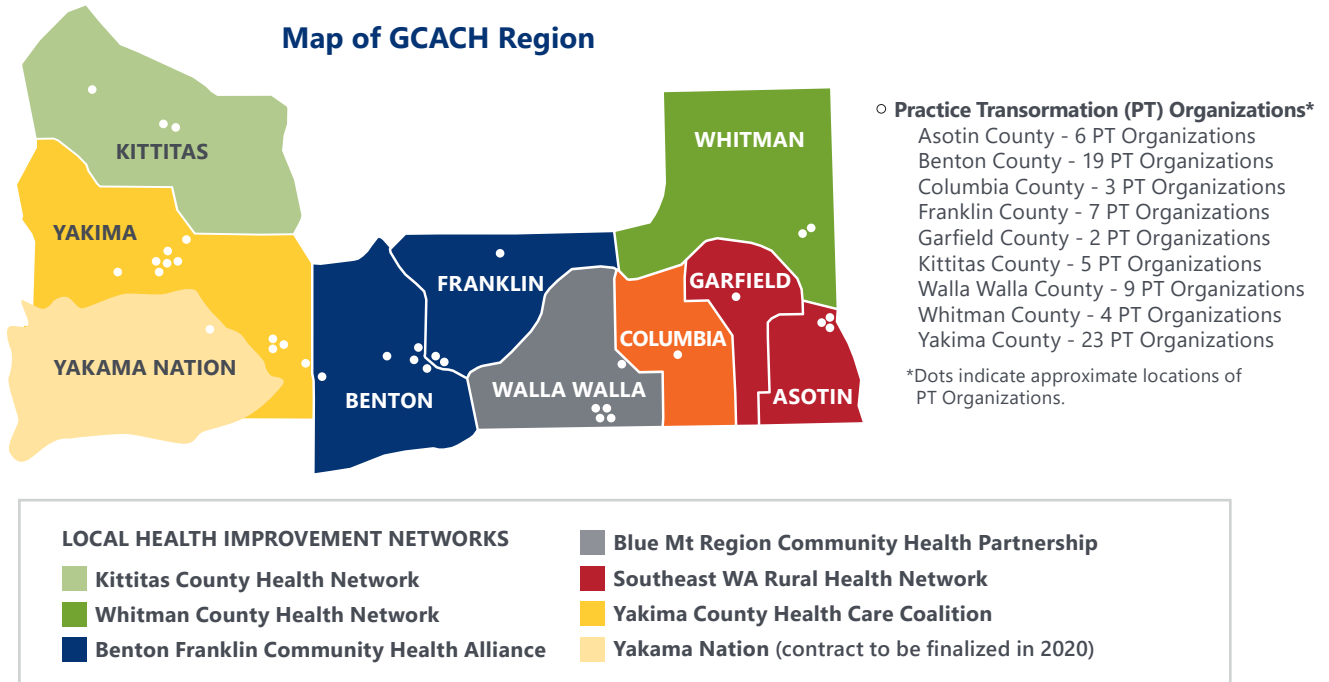 Map of GCACH Region
KITTITAS
YAKIMA
YAKAMA NATION
BENTON
FRANKLIN
WALLA WALLA
COLUMBIA
WHITMAN
GARFIELD
ASOTIN
Practice Transormation (PT) Organizations*
Asotin County - 6 PT Organizations
Benton County - 19 PT Organizations
Columbia County - 3 PT Organizations
Franklin County - 7 PT Organizations
Garfield County - 2 PT Organizations
Kittitas County - 5 PT Organizations
Walla Walla County - 9 PT Organizations
Whitman County - 4 PT Organizations
Yakima County - 23 PT Organizations
*Dots indicate approximate locations of
PT Organizations.
LOCAL HEALTH IMPROVEMENT NETWORKS
Kittitas County Health Network
Whitman County Health Network
Benton Franklin Community Health Alliance
Blue Mt Region Community Health Partnership
Southeast WA Rural Health Network
Yakima County Health Care Coalition
Yakama Nation (contract to be finalized in 2020)